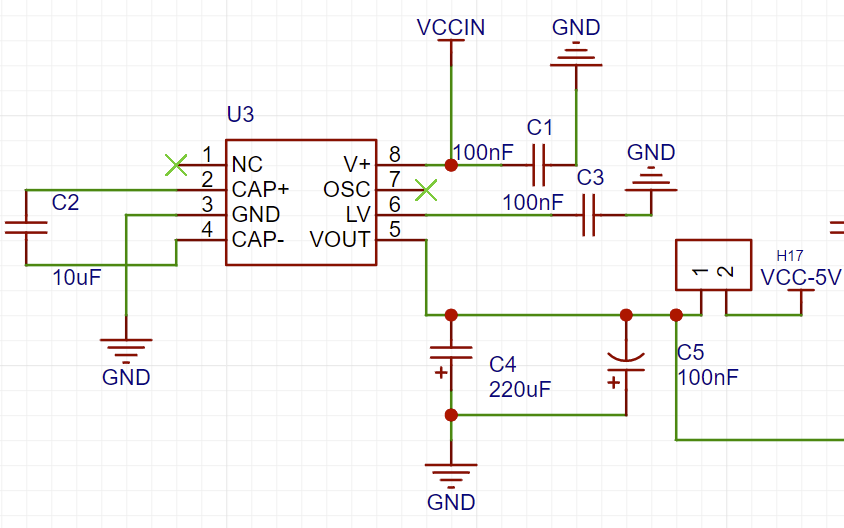 VCCIN
GND
U3
C1
1
NC
V+
8
100nF
GND
2
CAP+
OSC
7
C3
C2
3
GND
LV
6
100nF
4
CAP-
VOUT
5
10uF
1
2
H17
VCC-5V
GND
+
C4
220uF
+
C5
100nF
GND